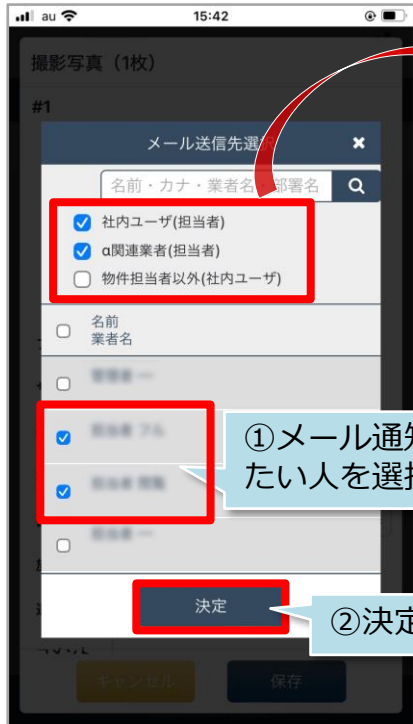 au 15:42
撮影写真（1枚）
#1
メール送信先選択
名前・カナ・業者名・部署名
社内ユーザ(担当者)
α関連業者(担当者)
物件担当者以外(社内ユーザ)
名前
業者名
①メール通知
たい人を選択
決定
②決定
キャンセル 保存